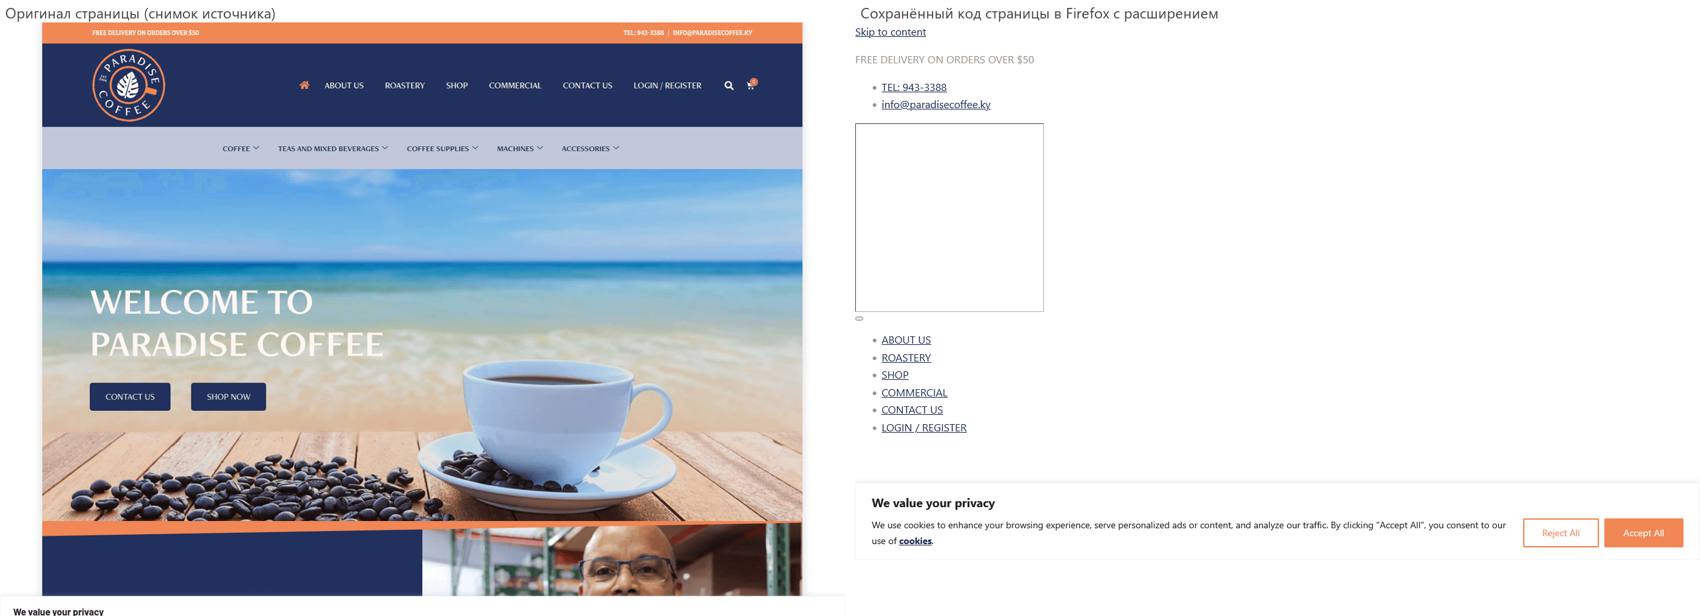 Оригинал страницы (снимок источника)
FREE DELIVERY ON ORDERS OVER $50
TEL: 943-3388 | INFO@PARADISECOFFEE.KY
PARADISE COFFEE
ABOUT US ROASTERY SHOP COMMERCIAL CONTACT US LOGIN / REGISTER
COFFEE TEAS AND MIXED BEVERAGES COFFEE SUPPLIES MACHINES ACCESSORIES
WELCOME TO
PARADISE COFFEE
CONTACT US SHOP NOW
We value your privacy
Сохранённый код страницы в Firefox с расширением
Skip to content
FREE DELIVERY ON ORDERS OVER $50
TEL: 943-3388
info@paradisecoffee.ky
ABOUT US
ROASTERY
SHOP
COMMERCIAL
CONTACT US
LOGIN / REGISTER
We value your privacy
We use cookies to enhance your browsing experience, serve personalized ads or content, and analyze our traffic. By clicking "Accept All", you consent to our
use of cookies.
Reject All Accept All